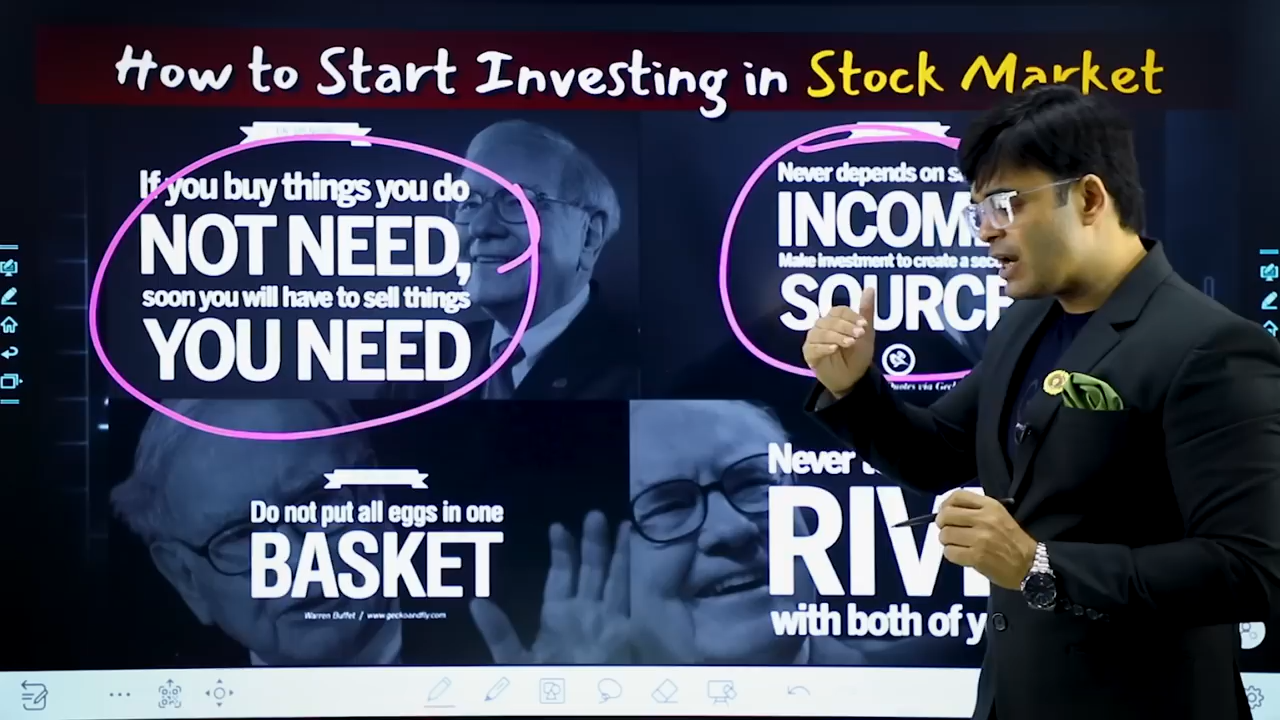 How to Start Investing in Stock Market
If you buy things you do
NOT NEED,
soon you will have to sell things
YOU NEED
Never depends on
INCOM
Make investment to create a
SOURC
Do not put all eggs in one
BASKET
Warren Buffet / www.geckoandfly.com
Never
RIV
with both of y